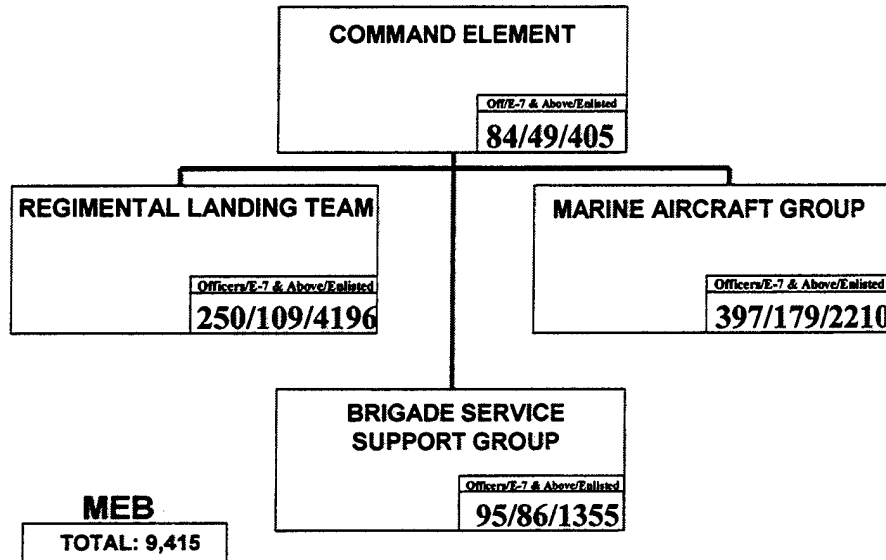 COMMAND ELEMENT
Off/E-7 & Above/Enlisted
84/49/405
REGIMENTAL LANDING TEAM
Officers/E-7 & Above/Enlisted
250/109/4196
MARINE AIRCRAFT GROUP
Officers/E-7 & Above/Enlisted
397/179/2210
BRIGADE SERVICE
SUPPORT GROUP
Officers/E-7 & Above/Enlisted
95/86/1355
MEB
TOTAL: 9,415